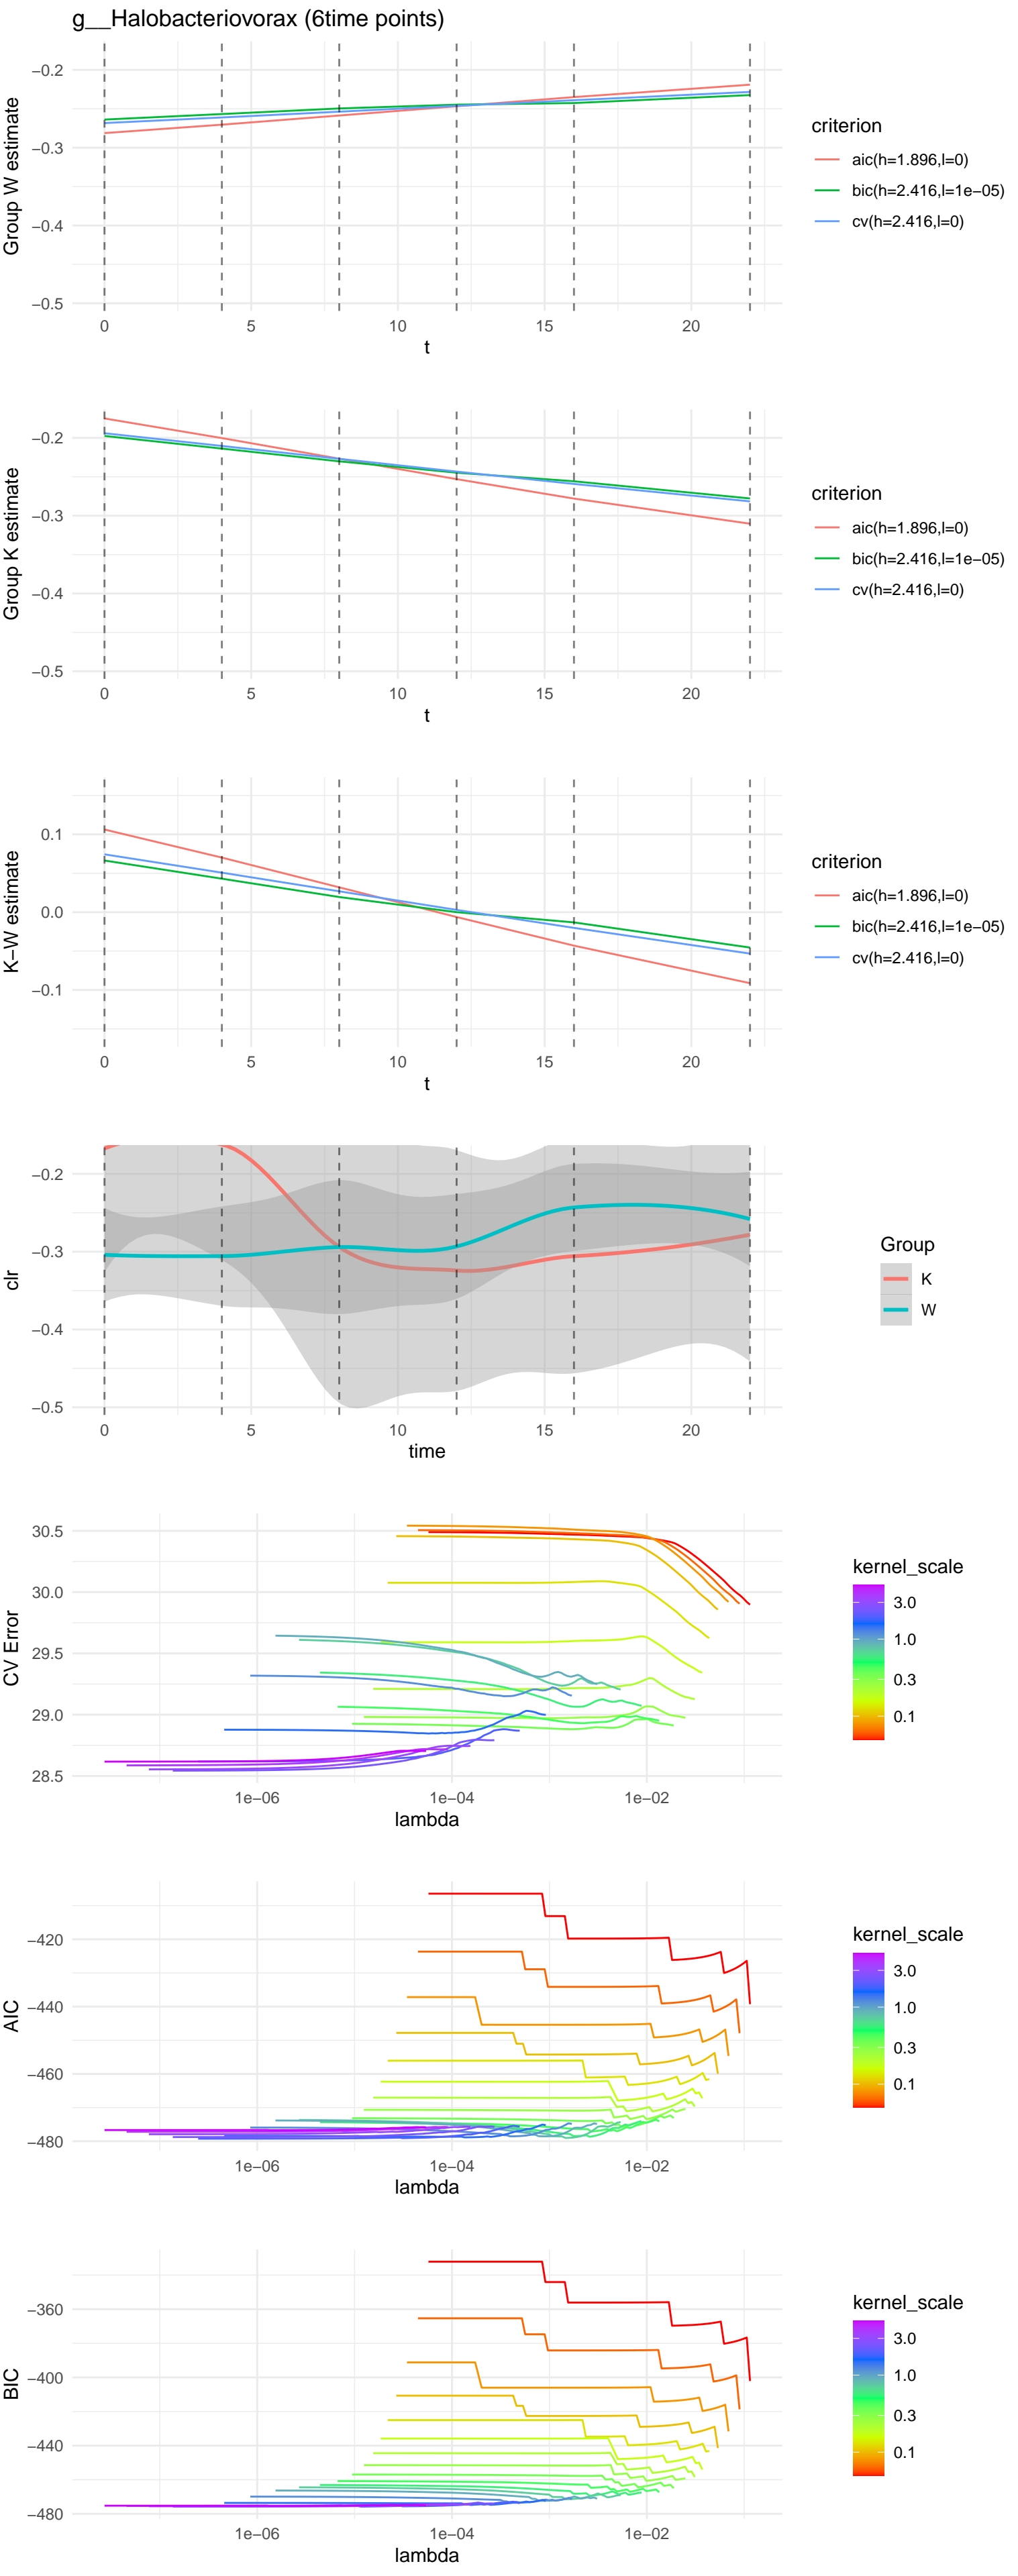 g__Halobacteriovorax (6time points)
Group W estimate
−0.2
−0.3
−0.4
−0.5
0 5 10 15 20
t
criterion
aic(h=1.896,l=0)
bic(h=2.416,l=1e−05)
cv(h=2.416,l=0)
Group K estimate
−0.2
−0.3
−0.4
−0.5
0 5 10 15 20
t
criterion
aic(h=1.896,l=0)
bic(h=2.416,l=1e−05)
cv(h=2.416,l=0)
K−W estimate
0.1
0.0
−0.1
0 5 10 15 20
t
criterion
aic(h=1.896,l=0)
bic(h=2.416,l=1e−05)
cv(h=2.416,l=0)
clr
−0.2
−0.3
−0.4
−0.5
0 5 10 15 20
time
Group
K
W
CV Error
30.5
30.0
29.5
29.0
28.5
1e−06 1e−04 1e−02
lambda
kernel_scale
3.0
1.0
0.3
0.1
AIC
−420
−440
−460
−480
1e−06 1e−04 1e−02
lambda
kernel_scale
3.0
1.0
0.3
0.1
BIC
−360
−400
−440
−480
1e−06 1e−04 1e−02
lambda
kernel_scale
3.0
1.0
0.3
0.1